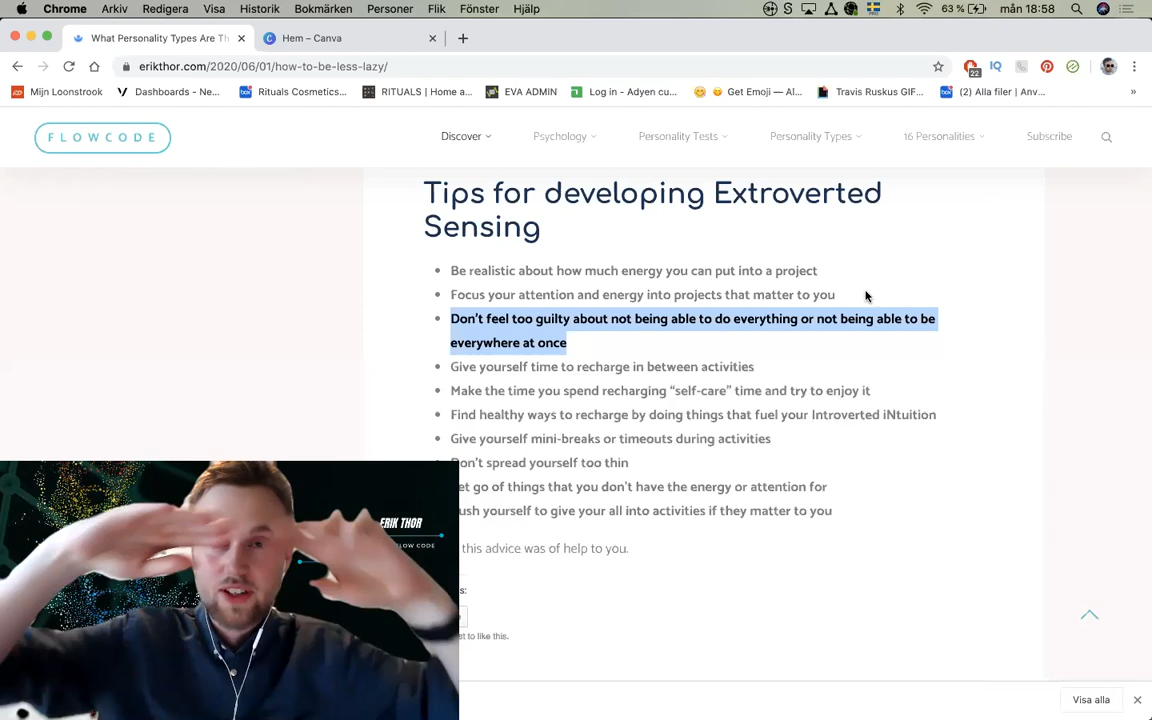 Chrome Arkiv Redigera Visa Historik Bokmärken Personer Flik Fönster Hjälp 63 % mån 18:58
What Personality Types Are Th
Hem – Canva
erikthor.com/2020/06/01/how-to-be-less-lazy/
22
Mijn Loonstrook Dashboards - Ne... Rituals Cosmetics... RITUALS | Home a... EVA ADMIN Log in - Adyen cu... Get Emoji — Al... Travis Ruskus GIF... (2) Alla filer | Anv... »
FLOWCODE Discover Psychology Personality Tests Personality Types 16 Personalities Subscribe
Tips for developing Extroverted
Sensing
Be realistic about how much energy you can put into a project
Focus your attention and energy into projects that matter to you
Don't feel too guilty about not being able to do everything or not being able to be
everywhere at once
Give yourself time to recharge in between activities
Make the time you spend recharging “self-care” time and try to enjoy it
Find healthy ways to recharge by doing things that fuel your Introverted iNtuition
Give yourself mini-breaks or timeouts during activities
Don't spread yourself too thin
et go of things that you don't have the energy or attention for
ush yourself to give your all into activities if they matter to you
this advice was of help to you.
ERIK THOR
LOW CODE
s:
st to like this.
Visa alla